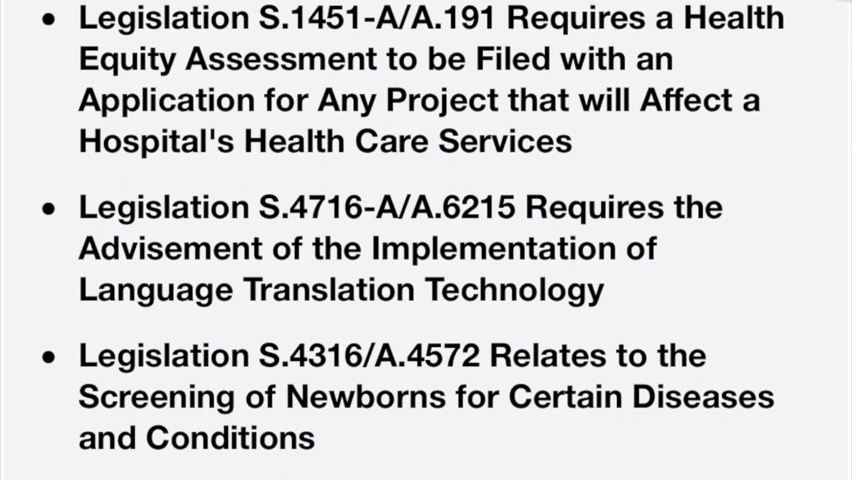 • Legislation S.1451-A/A.191 Requires a Health
Equity Assessment to be Filed with an
Application for Any Project that will Affect a
Hospital's Health Care Services
• Legislation S.4716-A/A.6215 Requires the
Advisement of the Implementation of
Language Translation Technology
• Legislation S.4316/A.4572 Relates to the
Screening of Newborns for Certain Diseases
and Conditions